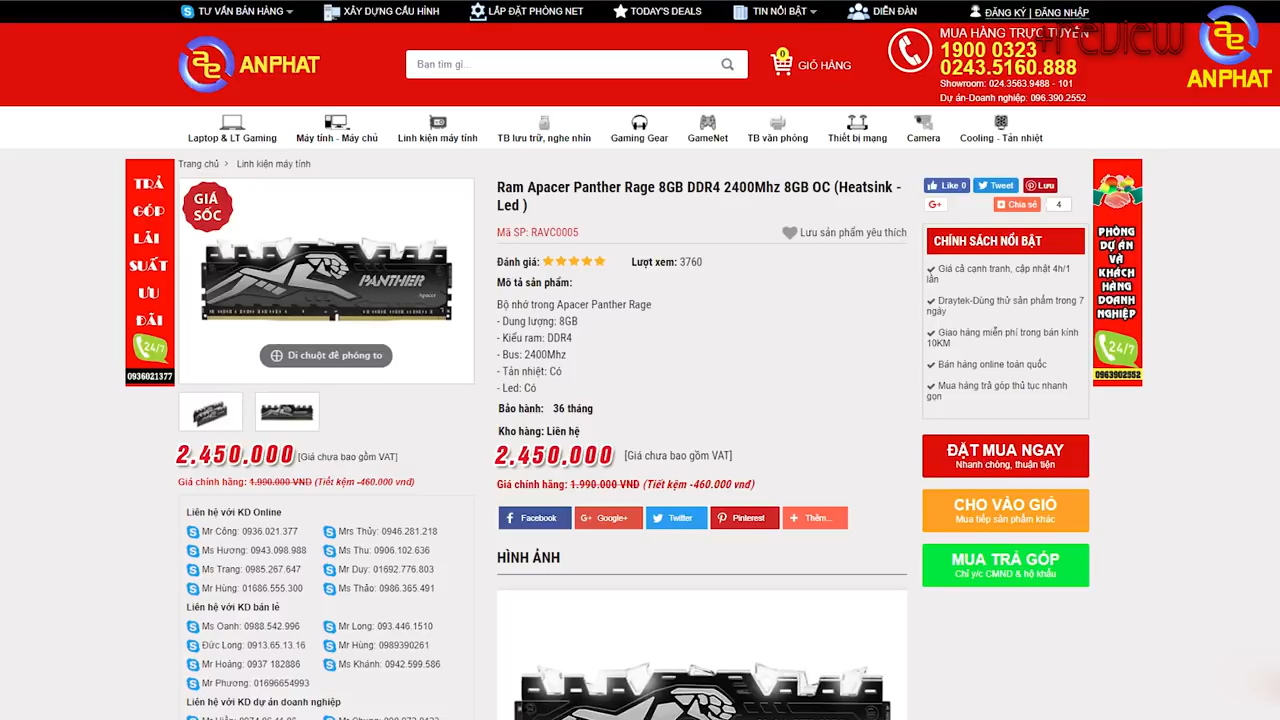 TƯ VẤN BÁN HÀNG
XÂY DỰNG CẤU HÌNH
LẮP ĐẶT PHÒNG NET
TODAY'S DEALS
TIN NỔI BẬT
DIỄN ĐÀN
ĐĂNG KÝ | ĐĂNG NHẬP
ANPHAT
Bạn tìm gì...
0
GIỎ HÀNG
MUA HÀNG TRỰC TUYẾN
1900 0323
0243.5160.888
Showroom: 024.3563.9488 - 101
Dự án-Doanh nghiệp: 096.390.2552
+review
ANPHAT
Laptop & LT Gaming
Máy tính - Máy chủ
Linh kiện máy tính
TB lưu trữ, nghe nhìn
Gaming Gear
GameNet
TB văn phòng
Thiết bị mạng
Camera
Cooling - Tản nhiệt
TRẢ
GÓP
LÃI
SUẤT
ƯU
ĐÃI
24/7
0936021377
Trang chủ > Linh kiện máy tính
GIÁ
SỐC
PANTHER
Apacer
Di chuột để phóng to
2.450.000 [Giá chưa bao gồm VAT]
Giá chính hãng: 1.990.000 VNĐ (Tiết kệm -460.000 vnđ)
Liên hệ với KD Online
Mr Công: 0936.021.377
Mrs Thủy: 0946.281.218
Ms Hương: 0943.098.988
Ms Thu: 0906.102.636
Ms Trang: 0985.267.647
Mr Duy: 01692.776.803
Mr Hùng: 01686.555.300
Ms Thảo: 0986.365.491
Liên hệ với KD bán lẻ
Ms Oanh: 0988.542.996
Mr Long: 093.446.1510
Đức Long: 0913.65.13.16
Mr Hùng: 0989390261
Mr Hoàng: 0937 182886
Ms Khánh: 0942.599.586
Mr Phương: 01696654993
Liên hệ với KD dự án doanh nghiệp
Ram Apacer Panther Rage 8GB DDR4 2400Mhz 8GB OC (Heatsink -
Led )
Mã SP: RAVC0005
Lưu sản phẩm yêu thích
Đánh giá:
Lượt xem: 3760
Mô tả sản phẩm:
Bộ nhớ trong Apacer Panther Rage
- Dung lượng: 8GB
- Kiểu ram: DDR4
- Bus: 2400Mhz
- Tản nhiệt: Có
- Led: Có
Bảo hành: 36 tháng
Kho hàng: Liên hệ
2.450.000 [Giá chưa bao gồm VAT]
Giá chính hãng: 1.990.000 VNĐ (Tiết kệm -460.000 vnđ)
Facebook
G+ Google+
Twitter
Pinterest
+ Thêm...
HÌNH ẢNH
Like 0
Tweet
Lưu
G+
Chia sẻ
4
CHÍNH SÁCH NỔI BẬT
Giá cả cạnh tranh, cập nhật 4h/1
lần
Draytek-Dùng thử sản phẩm trong 7
ngày
Giao hàng miễn phí trong bán kính
10KM
Bán hàng online toàn quốc
Mua hàng trả góp thủ tục nhanh
gọn
ĐẶT MUA NGAY
Nhanh chóng, thuận tiện
CHO VÀO GIỎ
Mua tiếp sản phẩm khác
MUA TRẢ GÓP
Chỉ y/c CMND & hộ khẩu
PHÒNG
DỰ ÁN
VÀ
KHÁCH
HÀNG
DOANH
NGHIỆP
24/7
0963902552